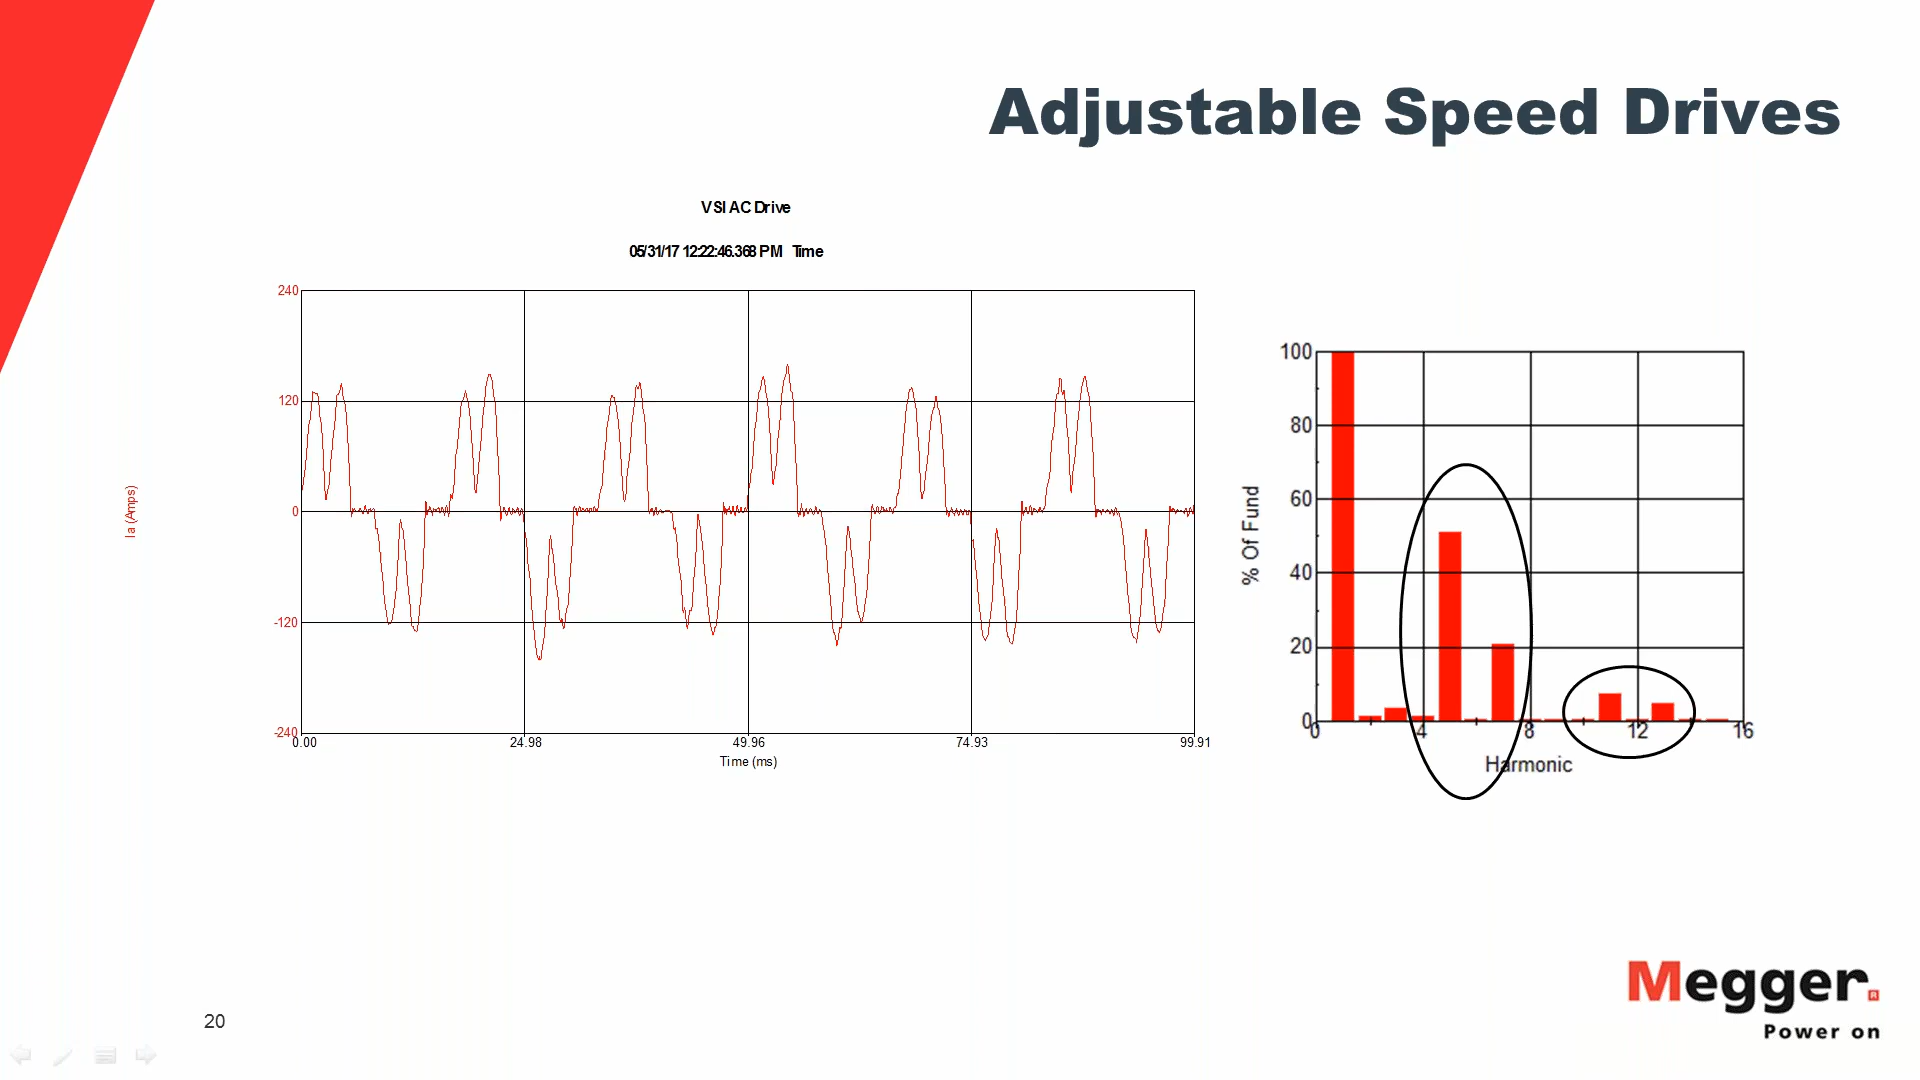 Adjustable Speed Drives
VSI AC Drive
05/31/17 12:22:46.368 PM Time
240
120
0
-120
-240
Ia (Amps)
0.00 24.98 49.96 74.93 99.91
Time (ms)
100
80
60
40
20
0
% Of Fund
0 4 8 12 16
Harmonic
Megger®
Power on
20